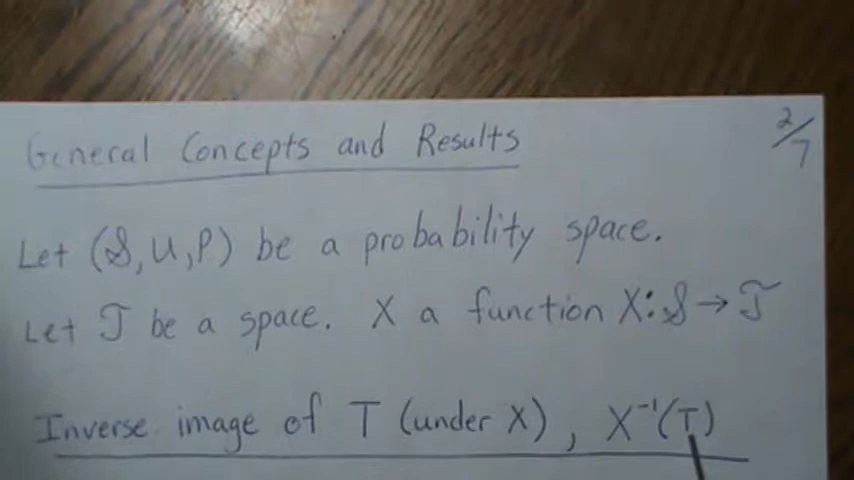 General Concepts and Results
2/7
Let (𝒮, U, P) be a probability space.
Let 𝒯 be a space. X a function X: 𝒮 → 𝒯
Inverse image of T (under X), X⁻¹(T)